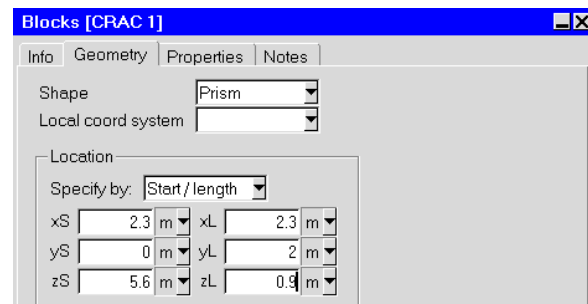 Blocks [CRAC 1]
Info Geometry Properties Notes
Shape Prism
Local coord system
Location
Specify by: Start / length
xS 2.3 m xL 2.3 m
yS 0 m yL 2 m
zS 5.6 m zL 0.9 m